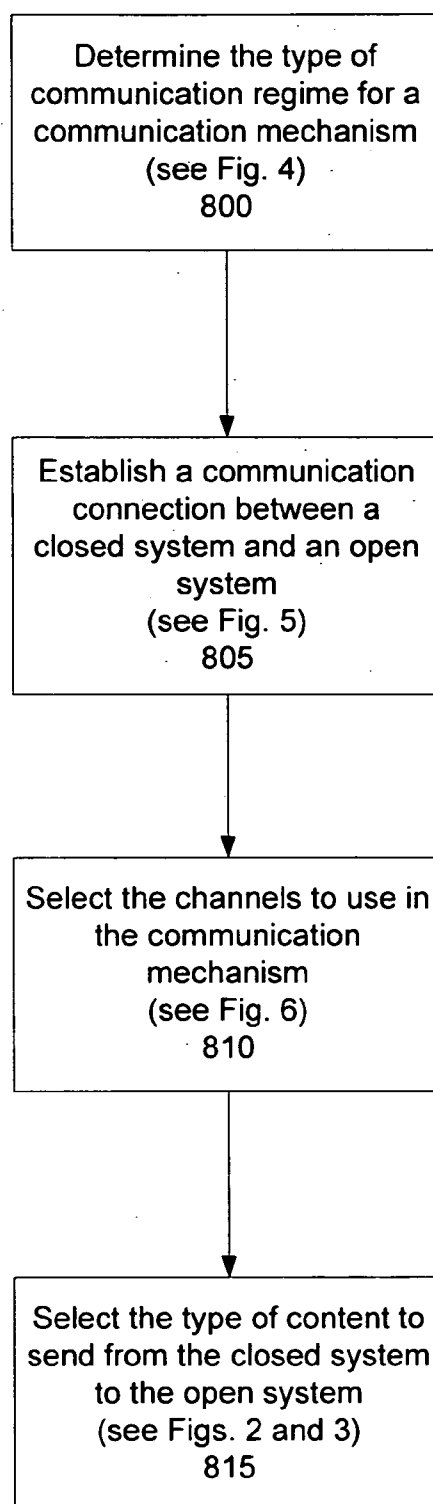 Determine the type of
communication regime for a
communication mechanism
(see Fig. 4)
800
Establish a communication
connection between a
closed system and an open
system
(see Fig. 5)
805
Select the channels to use in
the communication
mechanism
(see Fig. 6)
810
Select the type of content to
send from the closed system
to the open system
(see Figs. 2 and 3)
815